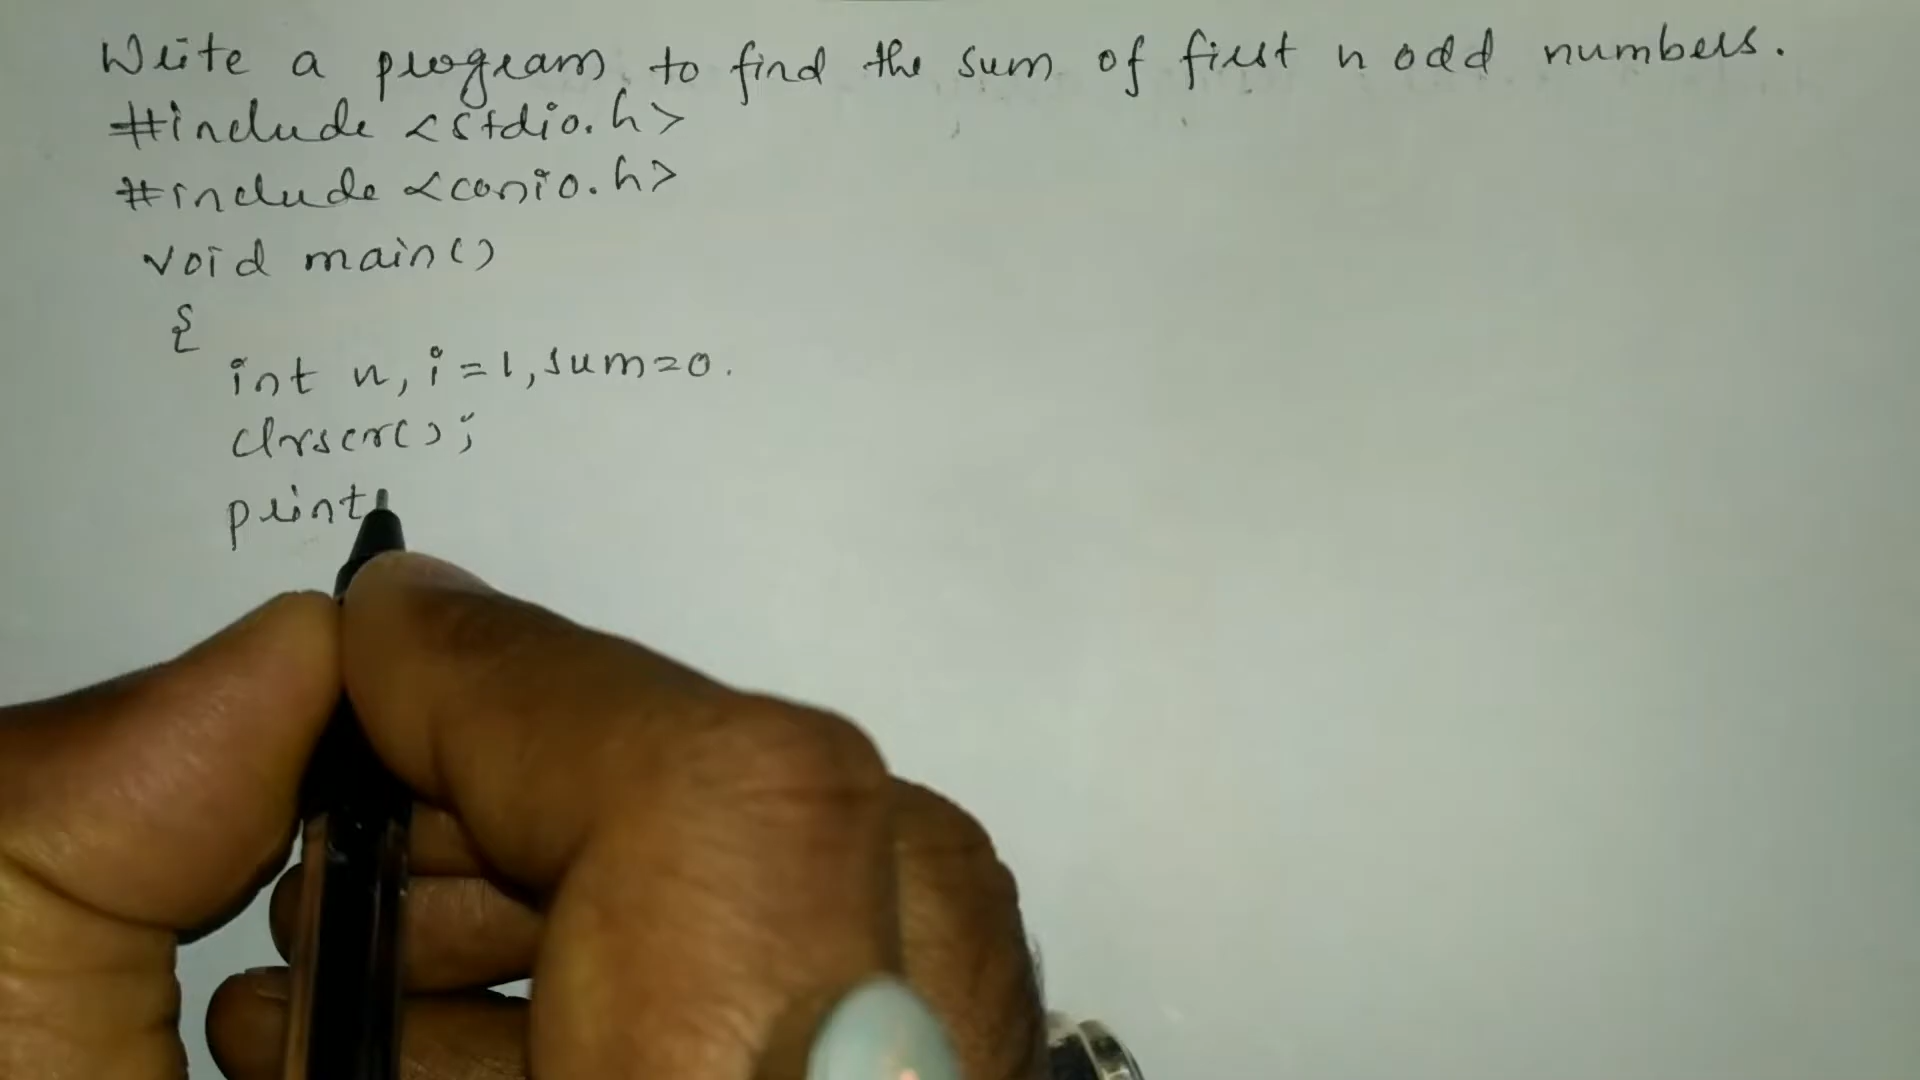 Write a program to find the sum of first n odd numbers.
#include <stdio.h>
#include <conio.h>
void main()
{
int n, i=1, sum=0.
clrscr();
print